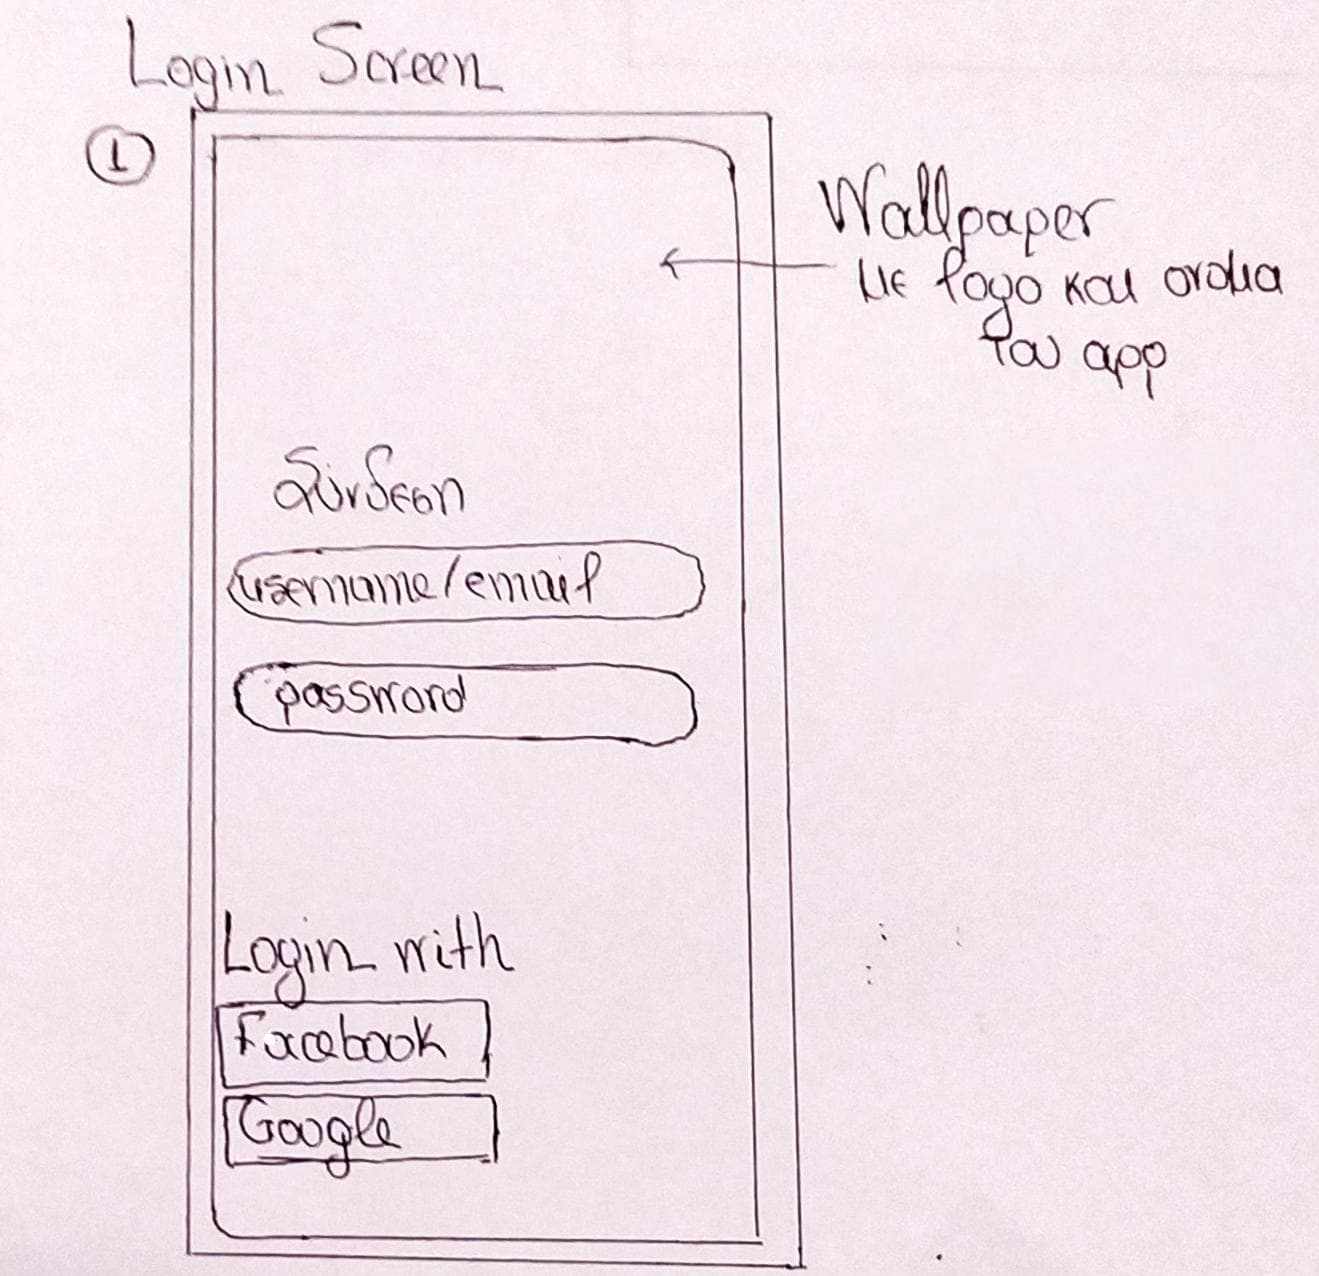 Login Screen
1
Wallpaper
με λογο και ονομα
του app
Σύνδεση
username/email
password
Login with
Facebook
Google